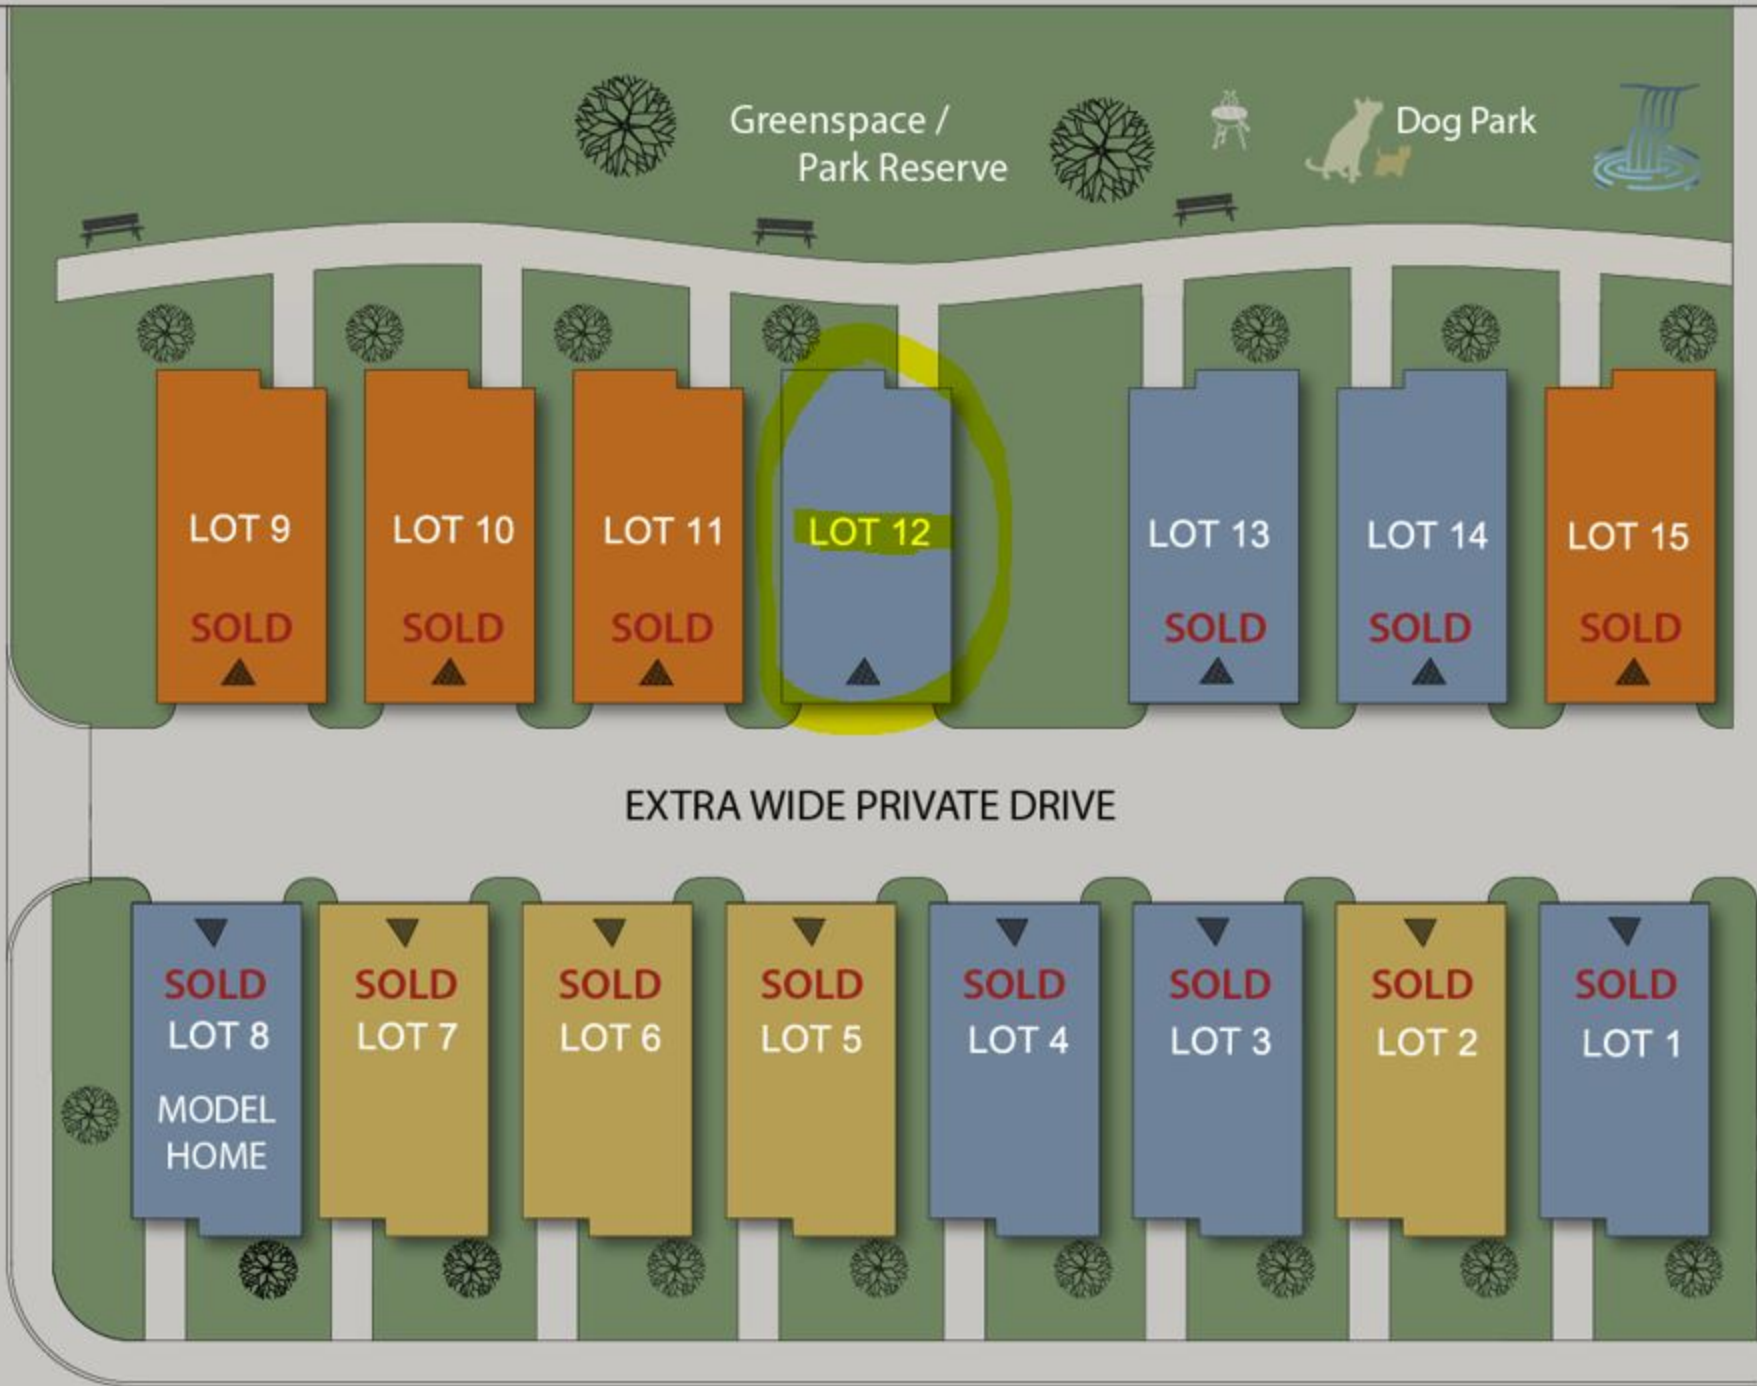 Greenspace /
Park Reserve
Dog Park
LOT 9
LOT 10
LOT 11
LOT 12
LOT 13
LOT 14
LOT 15
SOLD
SOLD
SOLD
SOLD
SOLD
SOLD
EXTRA WIDE PRIVATE DRIVE
SOLD
LOT 8
MODEL
HOME
SOLD
LOT 7
SOLD
LOT 6
SOLD
LOT 5
SOLD
LOT 4
SOLD
LOT 3
SOLD
LOT 2
SOLD
LOT 1